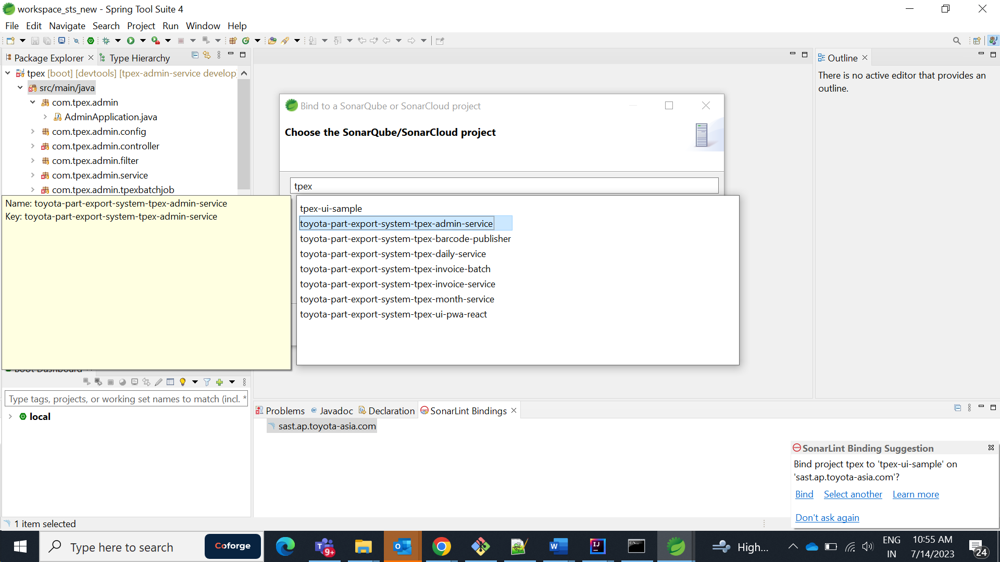 workspace_sts_new - Spring Tool Suite 4
File Edit Navigate Search Project Run Window Help
Package Explorer
Type Hierarchy
tpex [boot] [devtools] [tpex-admin-service develop]
src/main/java
com.tpex.admin
AdminApplication.java
com.tpex.admin.config
com.tpex.admin.controller
com.tpex.admin.filter
com.tpex.admin.service
com.tpex.admin.tpexbatchjob
Name: toyota-part-export-system-tpex-admin-service
Key: toyota-part-export-system-tpex-admin-service
Boot Dashboard
Type tags, projects, or working set names to match (incl. *
local
1 item selected
Bind to a SonarQube or SonarCloud project
Choose the SonarQube/SonarCloud project
tpex
tpex-ui-sample
toyota-part-export-system-tpex-admin-service
toyota-part-export-system-tpex-barcode-publisher
toyota-part-export-system-tpex-daily-service
toyota-part-export-system-tpex-invoice-batch
toyota-part-export-system-tpex-invoice-service
toyota-part-export-system-tpex-month-service
toyota-part-export-system-tpex-ui-pwa-react
Outline
There is no active editor that provides an
outline.
Problems @ Javadoc Declaration SonarLint Bindings
sast.ap.toyota-asia.com
SonarLint Binding Suggestion
Bind project tpex to 'tpex-ui-sample' on
'sast.ap.toyota-asia.com'?
Bind Select another Learn more
Don't ask again
Type here to search
Coforge
9+
High...
ENG
IN
10:55 AM
7/14/2023
24